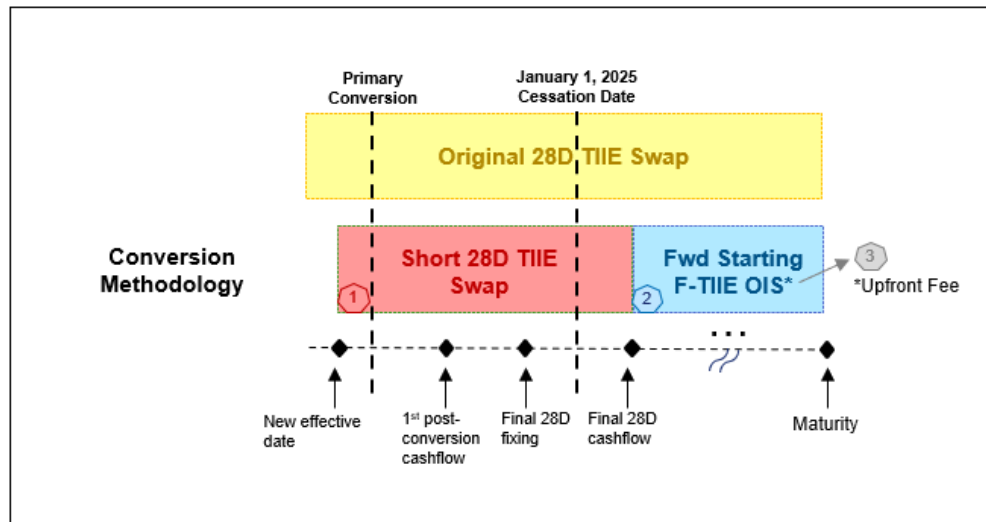 Primary
Conversion
January 1, 2025
Cessation Date
Original 28D TIIE Swap
Conversion
Methodology
Short 28D TIIE
Swap
1
Fwd Starting
F-TIIE OIS*
2
3
*Upfront Fee
...
New effective
date
1st post-
conversion
cashflow
Final 28D
fixing
Final 28D
cashflow
Maturity